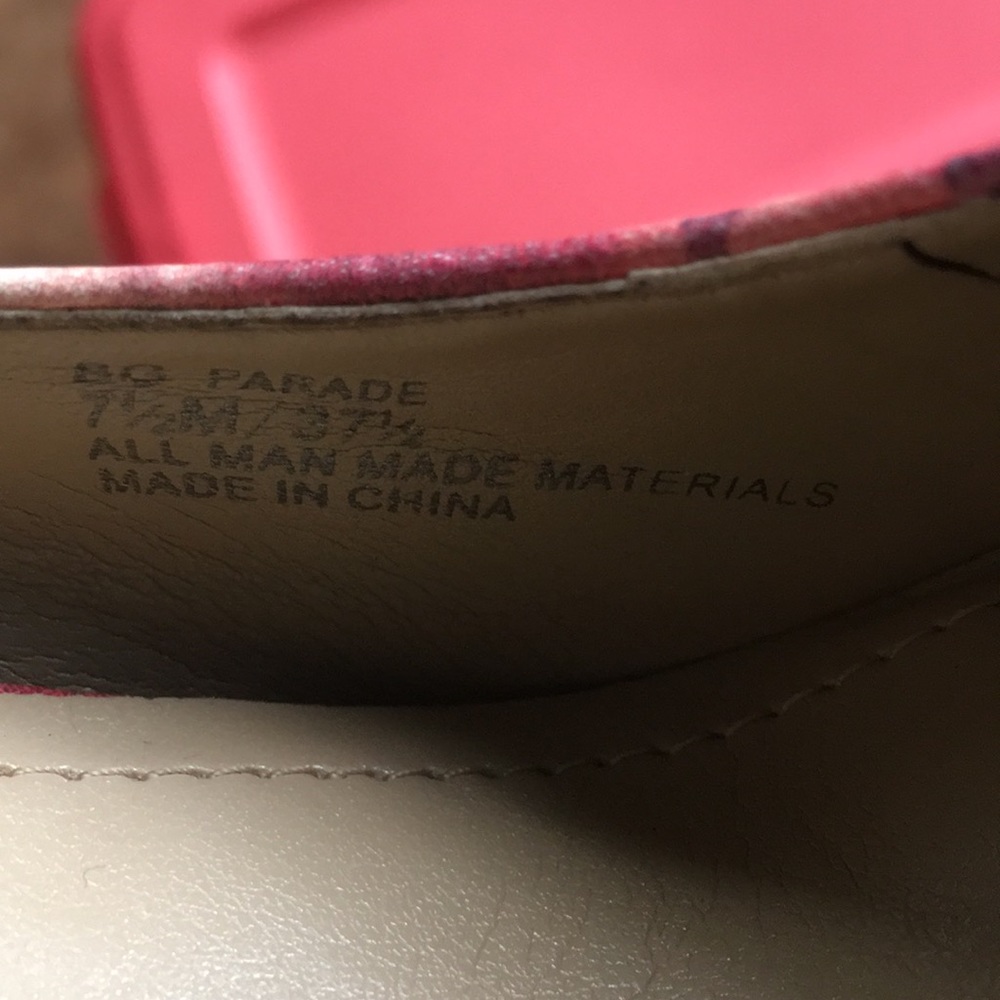 BG PARADE
7½M / 37½
ALL MAN MADE MATERIALS
MADE IN CHINA